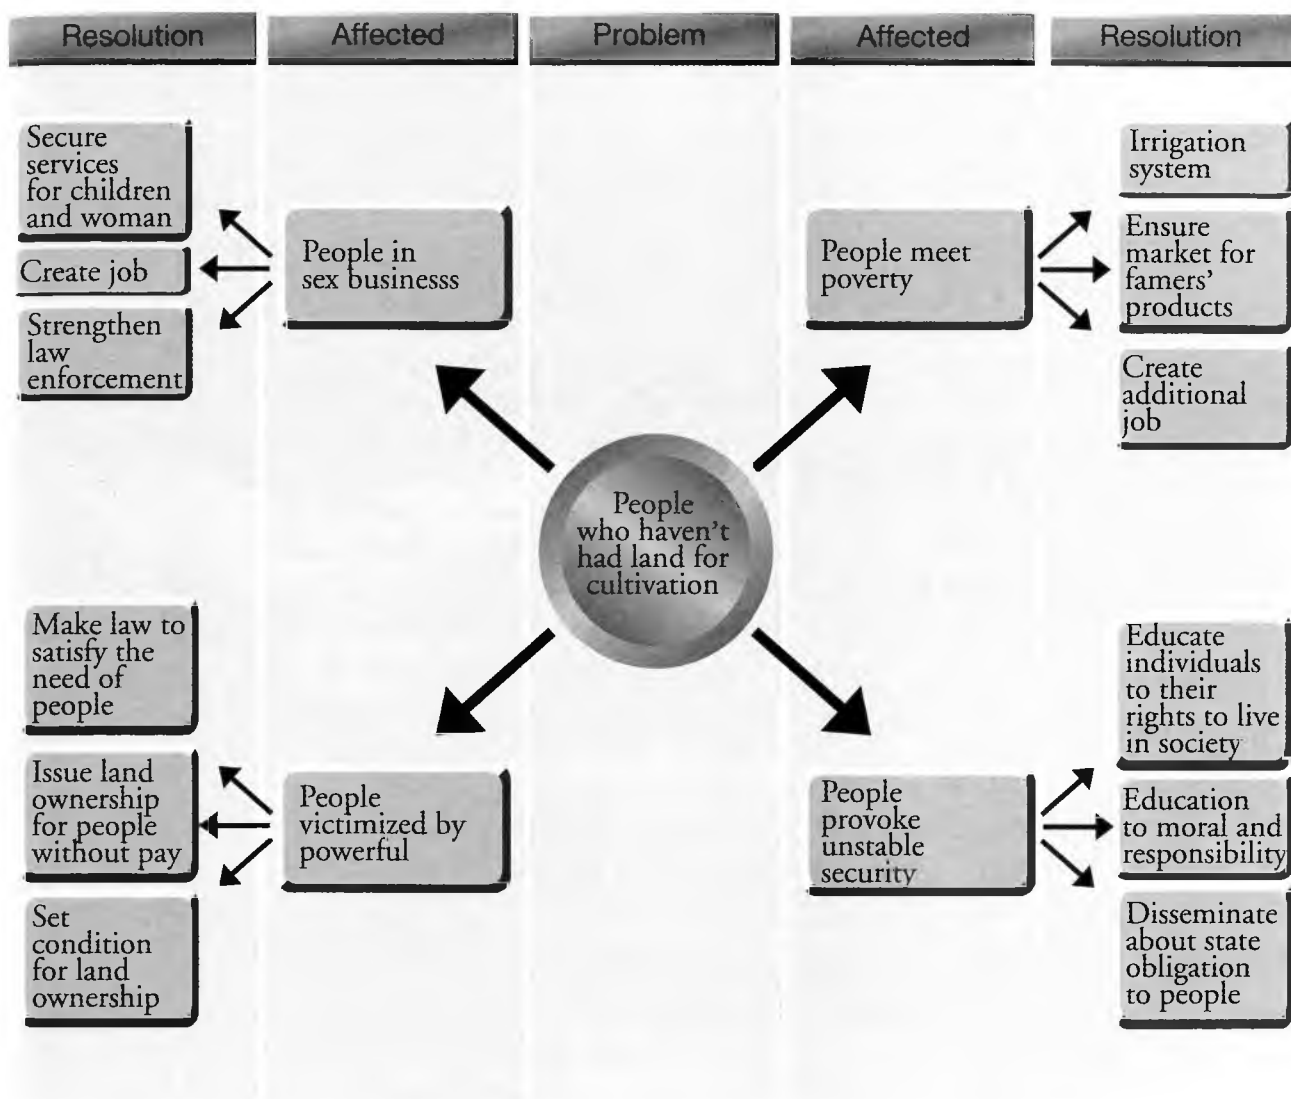 Resolution
Affected
Problem
Affected
Resolution
Secure
services
for children
and woman
Create job
Strengthen
law
enforcement
People in
sex businesss
People meet
poverty
Irrigation
system
Ensure
market for
famers'
products
Create
additional
job
People
who haven't
had land for
cultivation
Make law to
satisfy the
need of
people
Issue land
ownership
for people
without pay
Set
condition
for land
ownership
People
victimized by
powerful
People
provoke
unstable
security
Educate
individuals
to their
rights to live
in society
Education
to moral and
responsibility
Disseminate
about state
obligation
to people